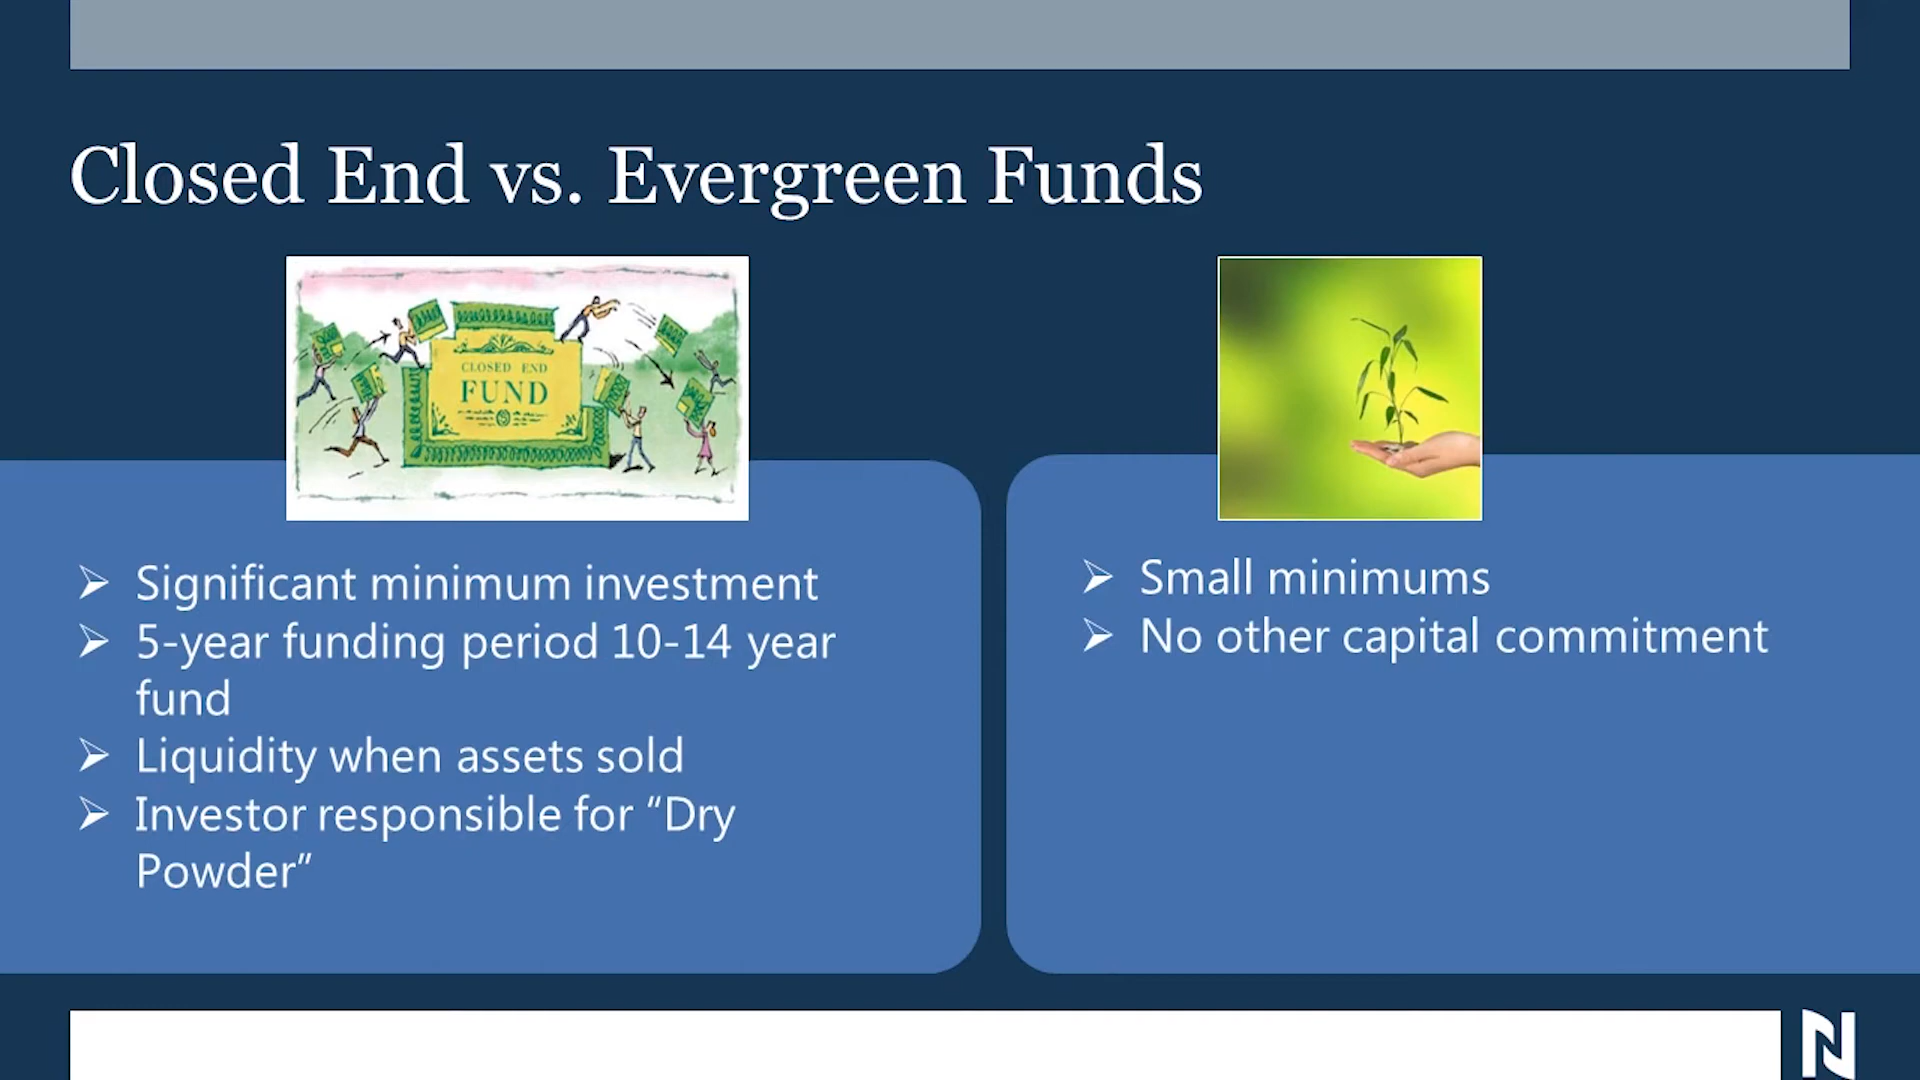 Closed End vs. Evergreen Funds
CLOSED END
FUND
➢ Significant minimum investment
➢ 5-year funding period 10-14 year
fund
➢ Liquidity when assets sold
➢ Investor responsible for “Dry
Powder”
➢ Small minimums
➢ No other capital commitment